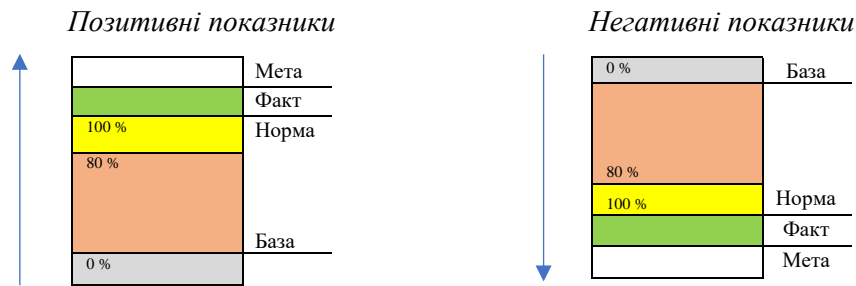 Позитивні показники
Мета
Факт
100 %
Норма
80 %
База
0 %
Негативні показники
0 %
База
80 %
100 %
Норма
Факт
Мета